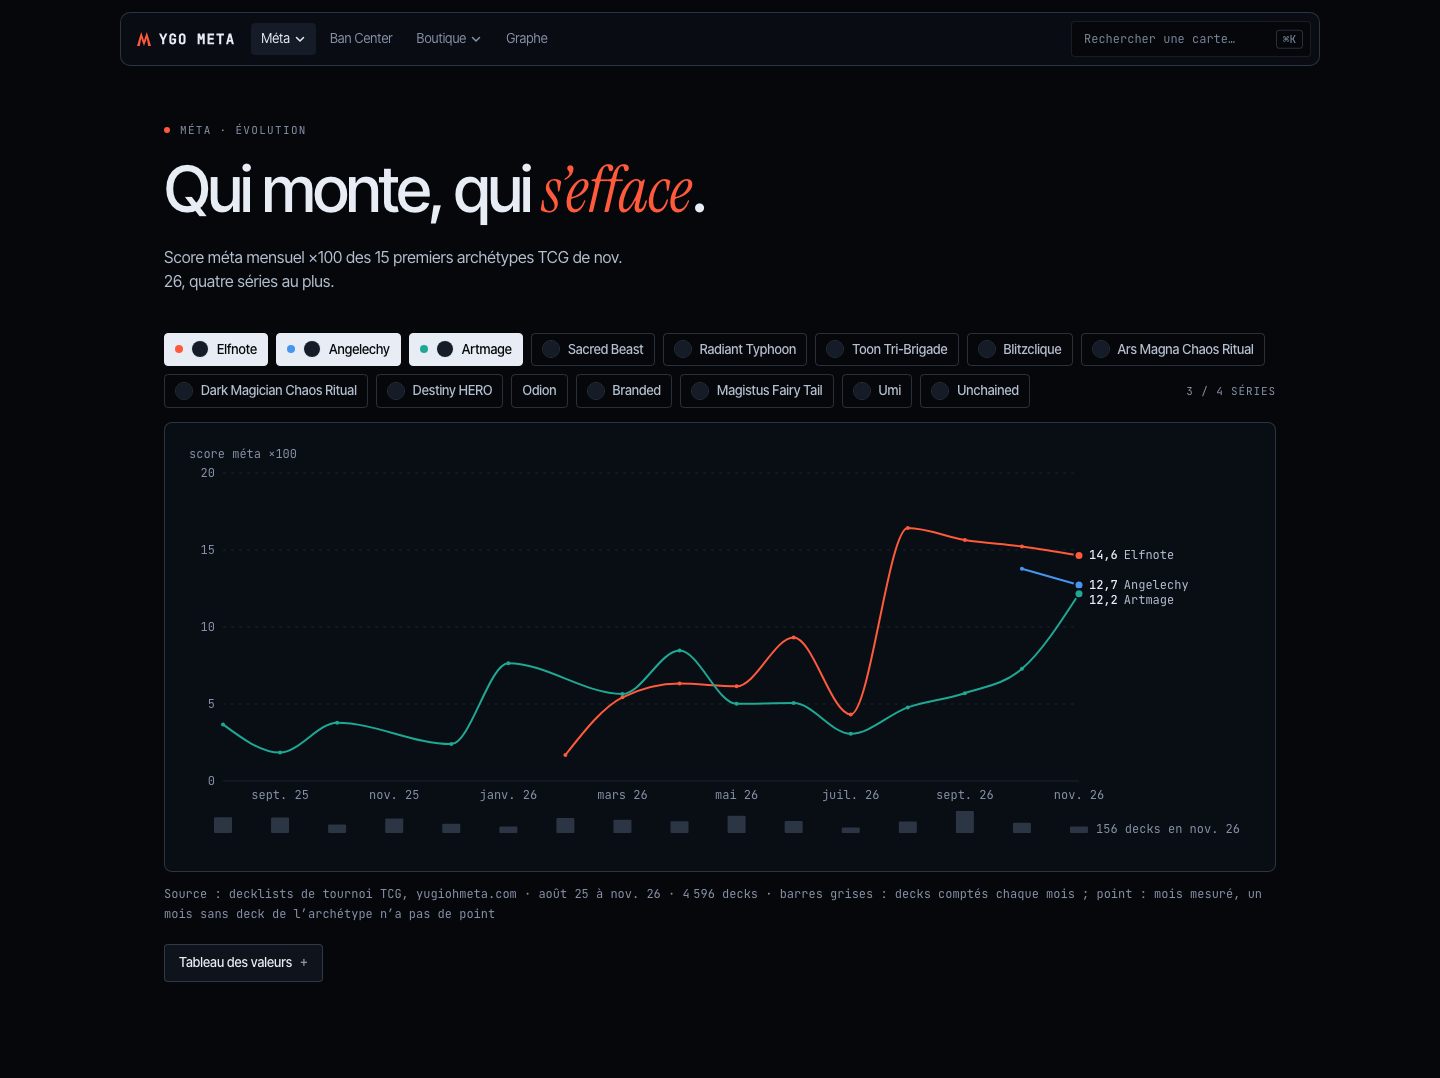 YGO META Méta Ban Center Boutique Graphe Rechercher une carte… ⌘K
MÉTA · ÉVOLUTION
Qui monte, qui s’efface.
Score méta mensuel ×100 des 15 premiers archétypes TCG de nov.
26, quatre séries au plus.
Elfnote Angelechy Artmage Sacred Beast Radiant Typhoon Toon Tri-Brigade Blitzclique Ars Magna Chaos Ritual
Dark Magician Chaos Ritual Destiny HERO Odion Branded Magistus Fairy Tail Umi Unchained 3 / 4 SÉRIES
score méta ×100
20
15
14,6 Elfnote
12,7 Angelechy
12,2 Artmage
10
5
0
sept. 25 nov. 25 janv. 26 mars 26 mai 26 juil. 26 sept. 26 nov. 26
156 decks en nov. 26
Source : decklists de tournoi TCG, yugiohmeta.com · août 25 à nov. 26 · 4 596 decks · barres grises : decks comptés chaque mois ; point : mois mesuré, un
mois sans deck de l’archétype n’a pas de point
Tableau des valeurs +